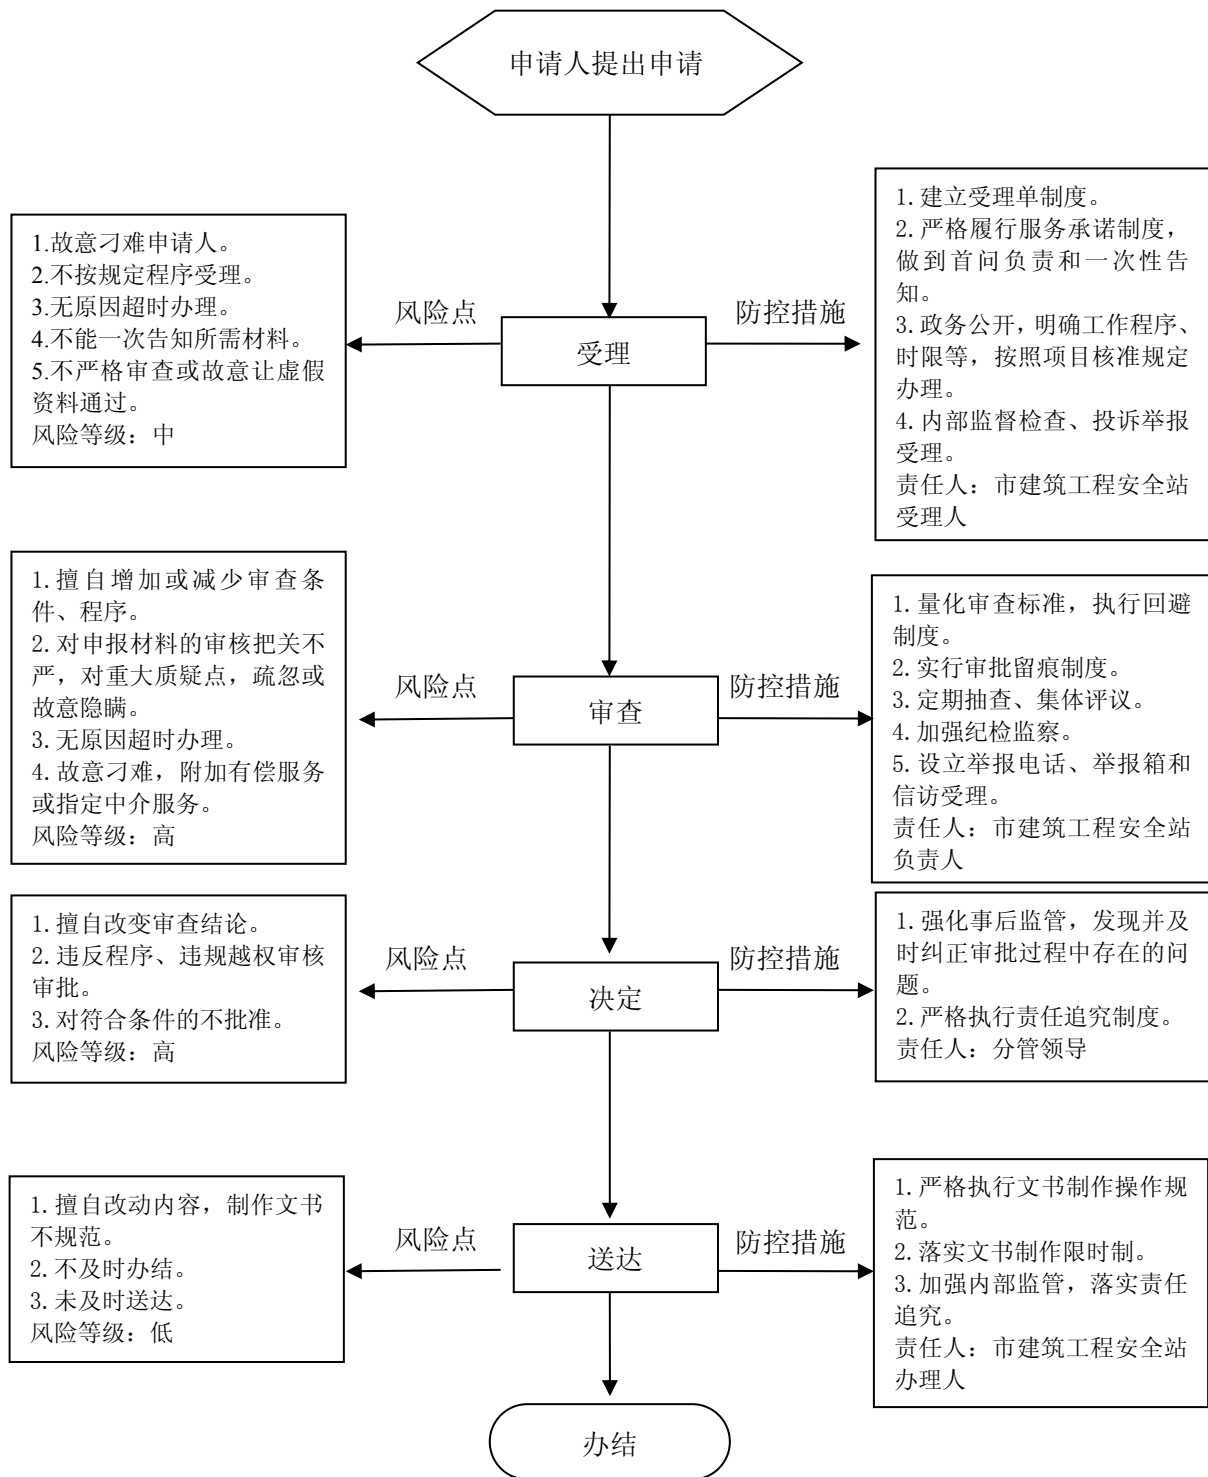 申请人提出申请
1.故意刁难申请人。
2.不按规定程序受理。
3.无原因超时办理。
4.不能一次告知所需材料。
5.不严格审查或故意让虚假
资料通过。
风险等级：中
风险点
受理
防控措施
1.建立受理单制度。
2.严格履行服务承诺制度，
做到首问负责和一次性告
知。
3.政务公开，明确工作程序、
时限等，按照项目核准规定
办理。
4.内部监督检查、投诉举报
受理。
责任人：市建筑工程安全站
受理人
1.擅自增加或减少审查条
件、程序。
2.对申报材料的审核把关不
严，对重大质疑点，疏忽或
故意隐瞒。
3.无原因超时办理。
4.故意刁难，附加有偿服务
或指定中介服务。
风险等级：高
风险点
审查
防控措施
1.量化审查标准，执行回避
制度。
2.实行审批留痕制度。
3.定期抽查、集体评议。
4.加强纪检监察。
5.设立举报电话、举报箱和
信访受理。
责任人：市建筑工程安全站
负责人
1.擅自改变审查结论。
2.违反程序、违规越权审核
审批。
3.对符合条件的不批准。
风险等级：高
风险点
决定
防控措施
1.强化事后监管，发现并及
时纠正审批过程中存在的问
题。
2.严格执行责任追究制度。
责任人：分管领导
1.擅自改动内容，制作文书
不规范。
2.不及时办结。
3.未及时送达。
风险等级：低
风险点
送达
防控措施
1.严格执行文书制作操作规
范。
2.落实文书制作限时制。
3.加强内部监管，落实责任
追究。
责任人：市建筑工程安全站
办理人
办结